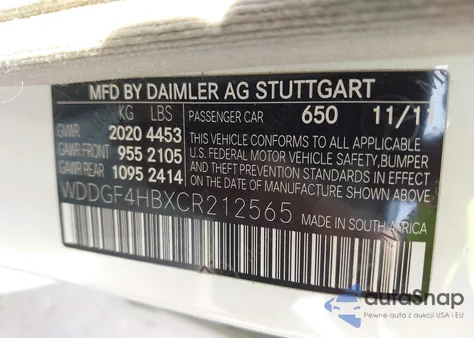 MFD BY DAIMLER AG STUTTGART
KG LBS
GVWR 2020 4453
GAWR FRONT 955 2105
GAWR REAR 1095 2414
PASSENGER CAR 650 11/11
THIS VEHICLE CONFORMS TO ALL APPLICABLE
U.S. FEDERAL MOTOR VEHICLE SAFETY, BUMPER
AND THEFT PREVENTION STANDARDS IN
EFFECT ON THE DATE OF MANUFACTURE
SHOWN ABOVE.
WDDGF4HBXCR212565 MADE IN SOUTH AFRICA
autaSnap
Pewne auta z aukcji USA i EU